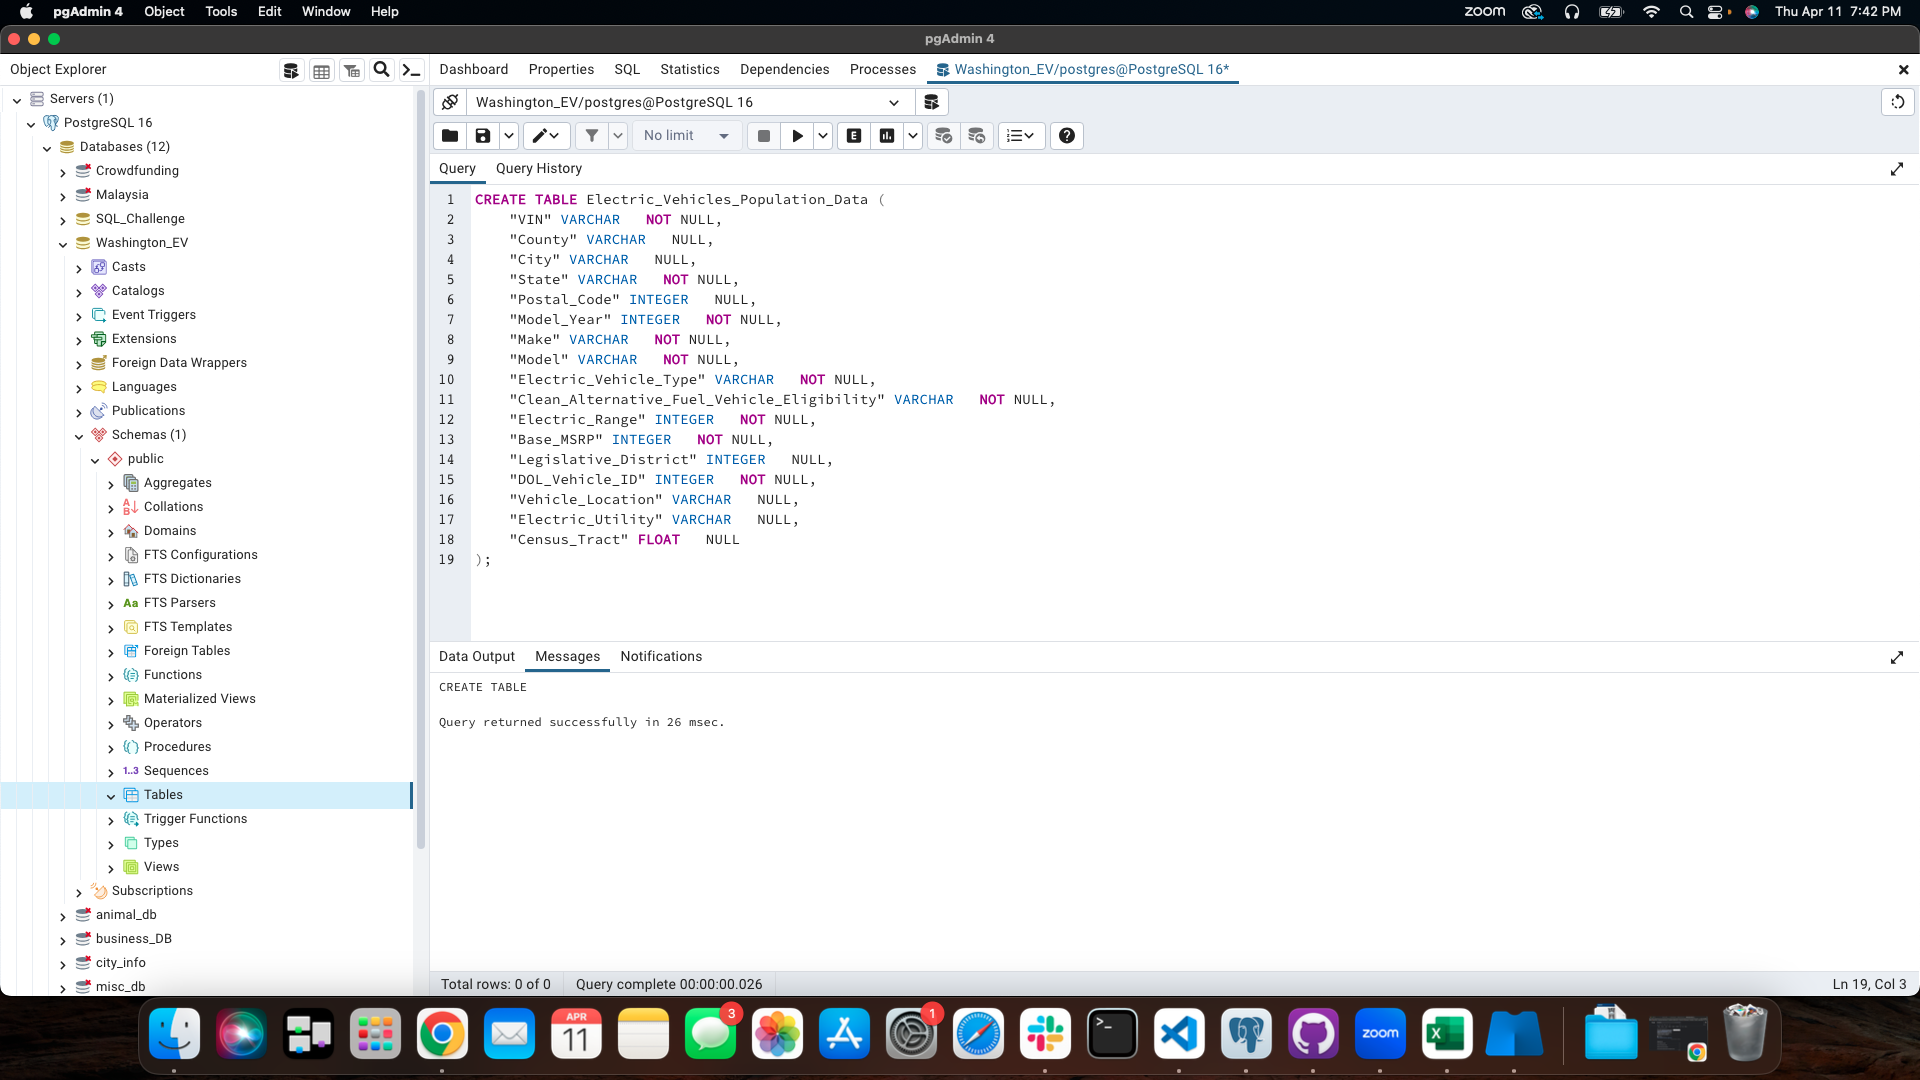 pgAdmin 4 Object Tools Edit Window Help zoom Thu Apr 11 7:42 PM
pgAdmin 4
Object Explorer
Servers (1)
PostgreSQL 16
Databases (12)
Crowdfunding
Malaysia
SQL_Challenge
Washington_EV
Casts
Catalogs
Event Triggers
Extensions
Foreign Data Wrappers
Languages
Publications
Schemas (1)
public
Aggregates
Collations
Domains
FTS Configurations
FTS Dictionaries
Aa FTS Parsers
FTS Templates
Foreign Tables
Functions
Materialized Views
Operators
Procedures
1..3 Sequences
Tables
Trigger Functions
Types
Views
Subscriptions
animal_db
business_DB
city_info
misc_db
Dashboard Properties SQL Statistics Dependencies Processes Washington_EV/postgres@PostgreSQL 16*
Washington_EV/postgres@PostgreSQL 16
No limit E
Query Query History
1 CREATE TABLE Electric_Vehicles_Population_Data (
2 "VIN" VARCHAR NOT NULL,
3 "County" VARCHAR NULL,
4 "City" VARCHAR NULL,
5 "State" VARCHAR NOT NULL,
6 "Postal_Code" INTEGER NULL,
7 "Model_Year" INTEGER NOT NULL,
8 "Make" VARCHAR NOT NULL,
9 "Model" VARCHAR NOT NULL,
10 "Electric_Vehicle_Type" VARCHAR NOT NULL,
11 "Clean_Alternative_Fuel_Vehicle_Eligibility" VARCHAR NOT NULL,
12 "Electric_Range" INTEGER NOT NULL,
13 "Base_MSRP" INTEGER NOT NULL,
14 "Legislative_District" INTEGER NULL,
15 "DOL_Vehicle_ID" INTEGER NOT NULL,
16 "Vehicle_Location" VARCHAR NULL,
17 "Electric_Utility" VARCHAR NULL,
18 "Census_Tract" FLOAT NULL
19 );
Data Output Messages Notifications
CREATE TABLE
Query returned successfully in 26 msec.
Total rows: 0 of 0 Query complete 00:00:00.026 Ln 19, Col 3
APR 11 3 1 zoom